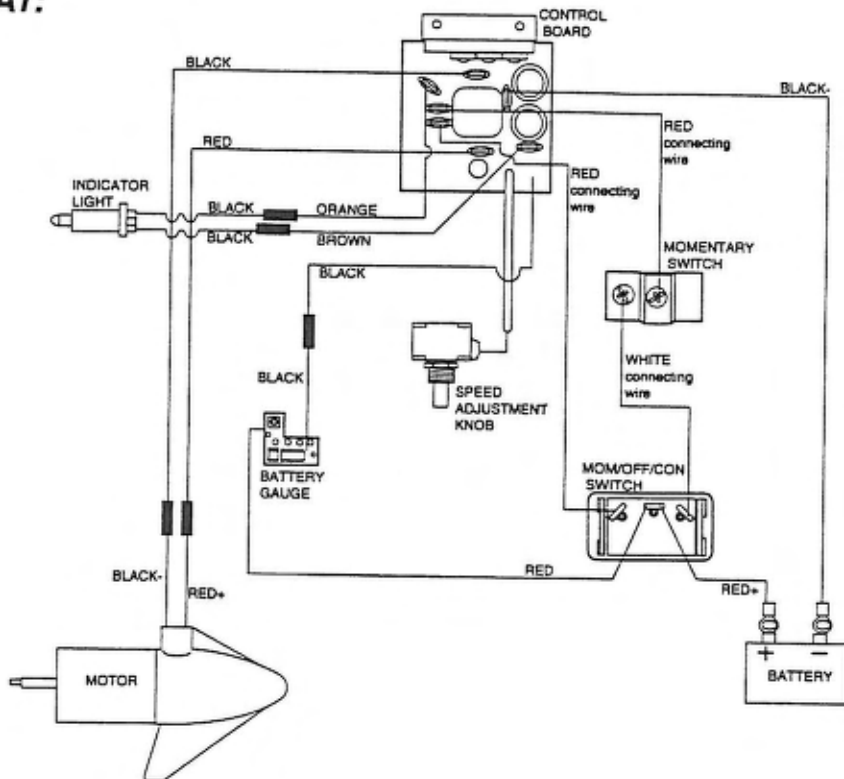 CONTROL
BOARD
BLACK
BLACK-
RED
connecting
wire
RED
RED
connecting
wire
INDICATOR
LIGHT
BLACK
ORANGE
BLACK
BROWN
MOMENTARY
SWITCH
BLACK
WHITE
connecting
wire
BLACK
SPEED
ADJUSTMENT
KNOB
BATTERY
GAUGE
MOM/OFF/CON
SWITCH
BLACK-
RED+
RED
RED+
+
–
BATTERY
MOTOR